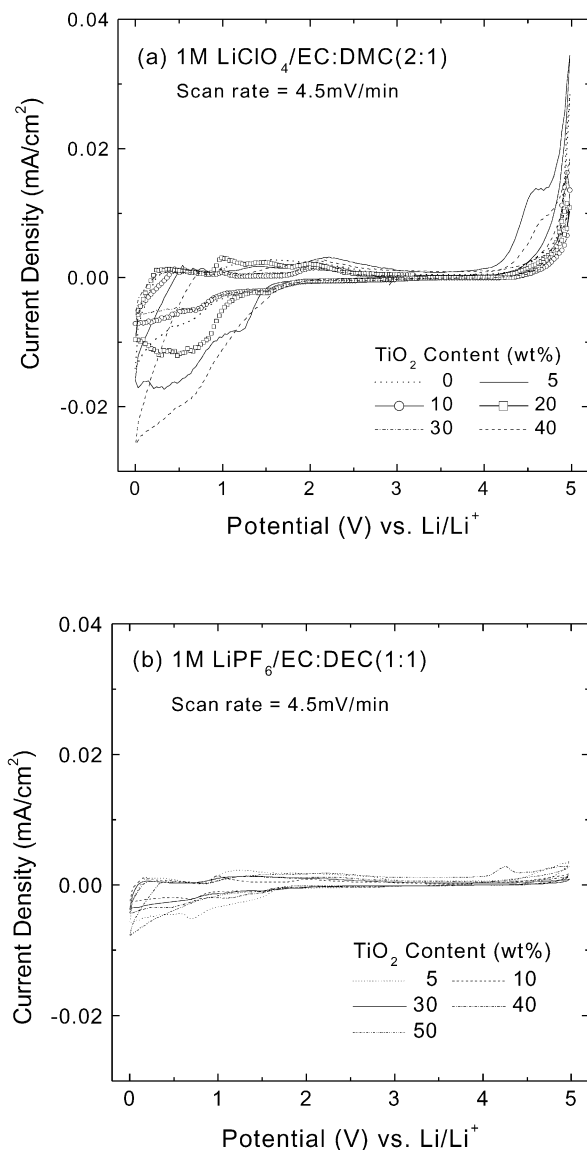 (a) 1M LiClO4/EC:DMC(2:1)
Scan rate = 4.5mV/min
Current Density (mA/cm2)
0.04
0.02
0.00
-0.02
TiO2 Content (wt%)
0 5
10 20
30 40
0 1 2 3 4 5
Potential (V) vs. Li/Li+
(b) 1M LiPF6/EC:DEC(1:1)
Scan rate = 4.5mV/min
Current Density (mA/cm2)
0.04
0.02
0.00
-0.02
TiO2 Content (wt%)
5 10
30 40
50
0 1 2 3 4 5
Potential (V) vs. Li/Li+